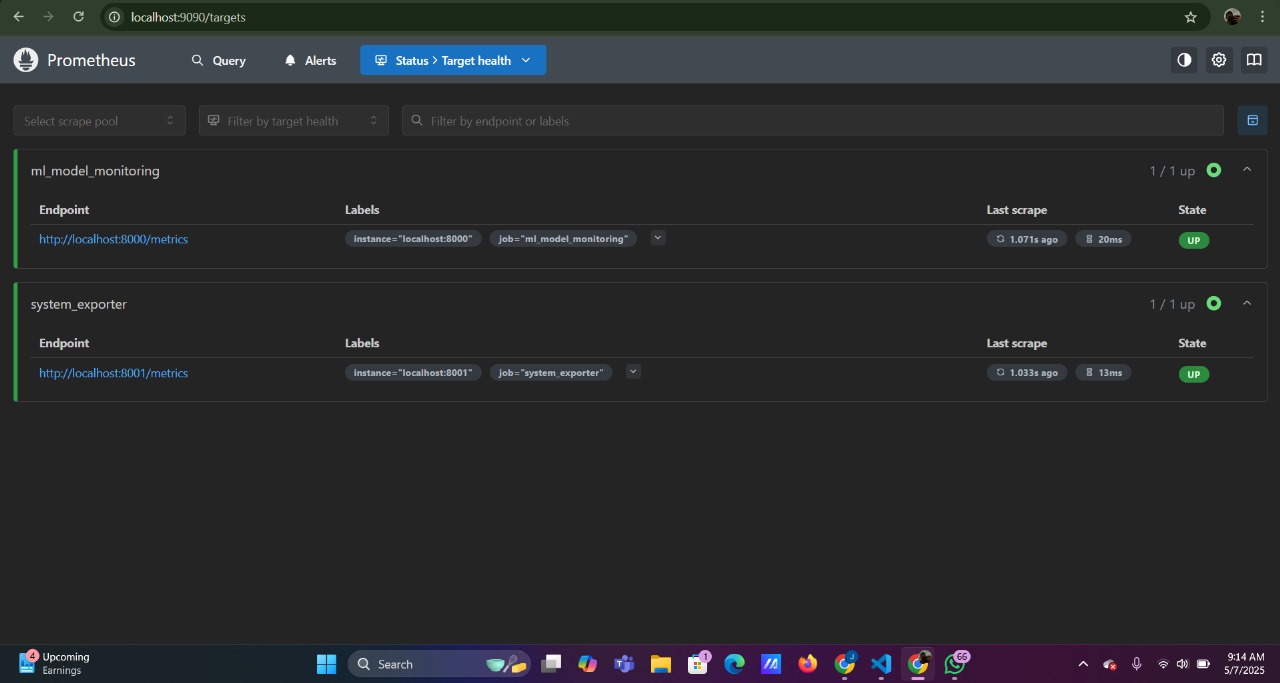 localhost:9090/targets
Prometheus Query Alerts Status > Target health
Select scrape pool Filter by target health Filter by endpoint or labels
ml_model_monitoring 1 / 1 up
Endpoint Labels Last scrape State
http://localhost:8000/metrics instance="localhost:8000" job="ml_model_monitoring" 1.071s ago 20ms UP
system_exporter 1 / 1 up
Endpoint Labels Last scrape State
http://localhost:8001/metrics instance="localhost:8001" job="system_exporter" 1.033s ago 13ms UP
4 Upcoming
Earnings
Search
1
66
9:14 AM
5/7/2025